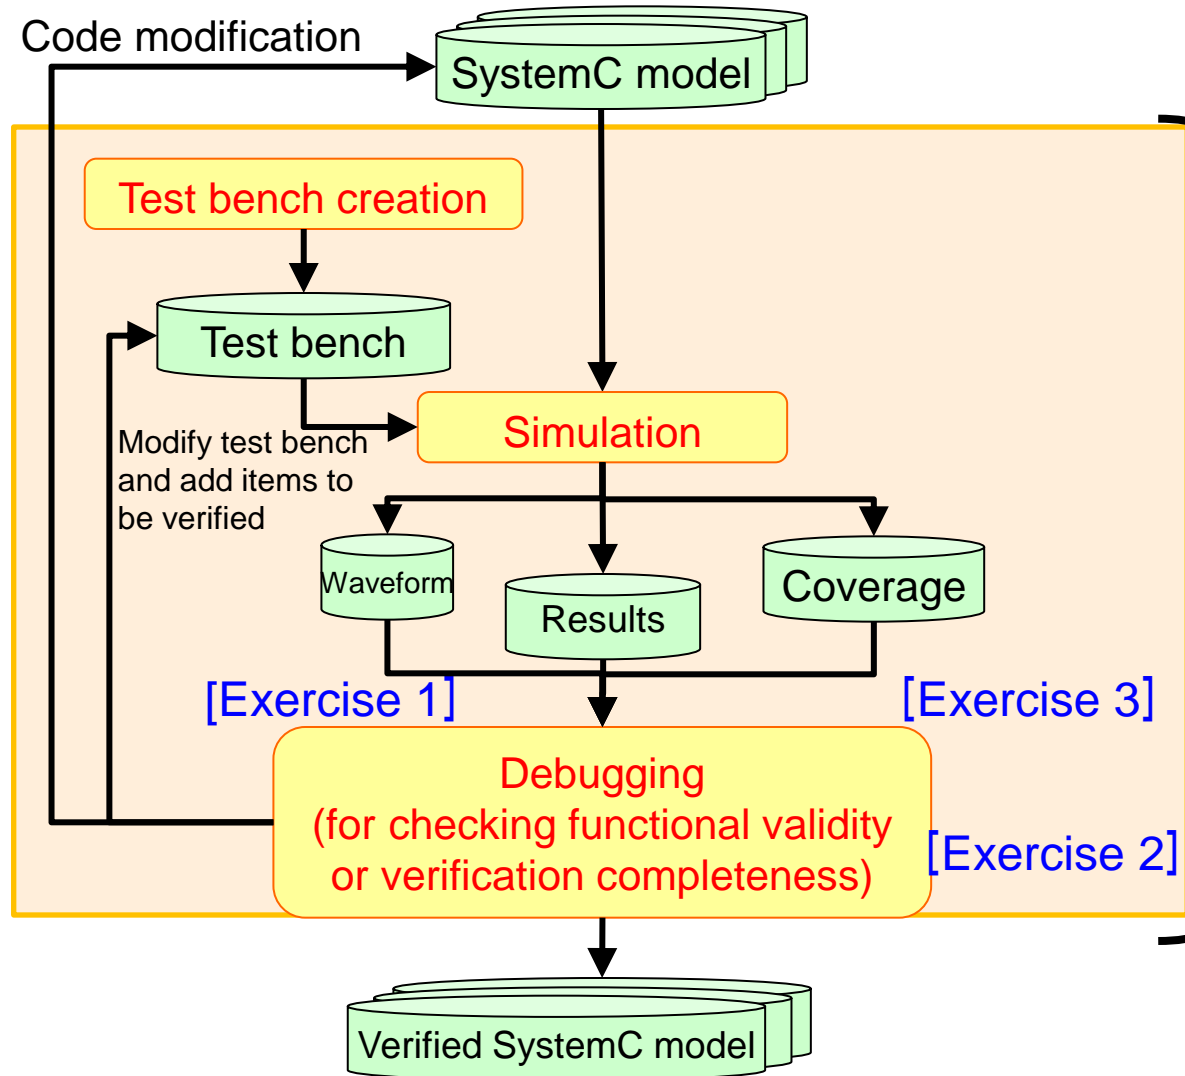 Code modification
SystemC model
Test bench creation
Test bench
Modify test bench
and add items to
be verified
Simulation
Waveform
Results
Coverage
[Exercise 1]
[Exercise 3]
Debugging
(for checking functional validity
or verification completeness)
[Exercise 2]
Verified SystemC model